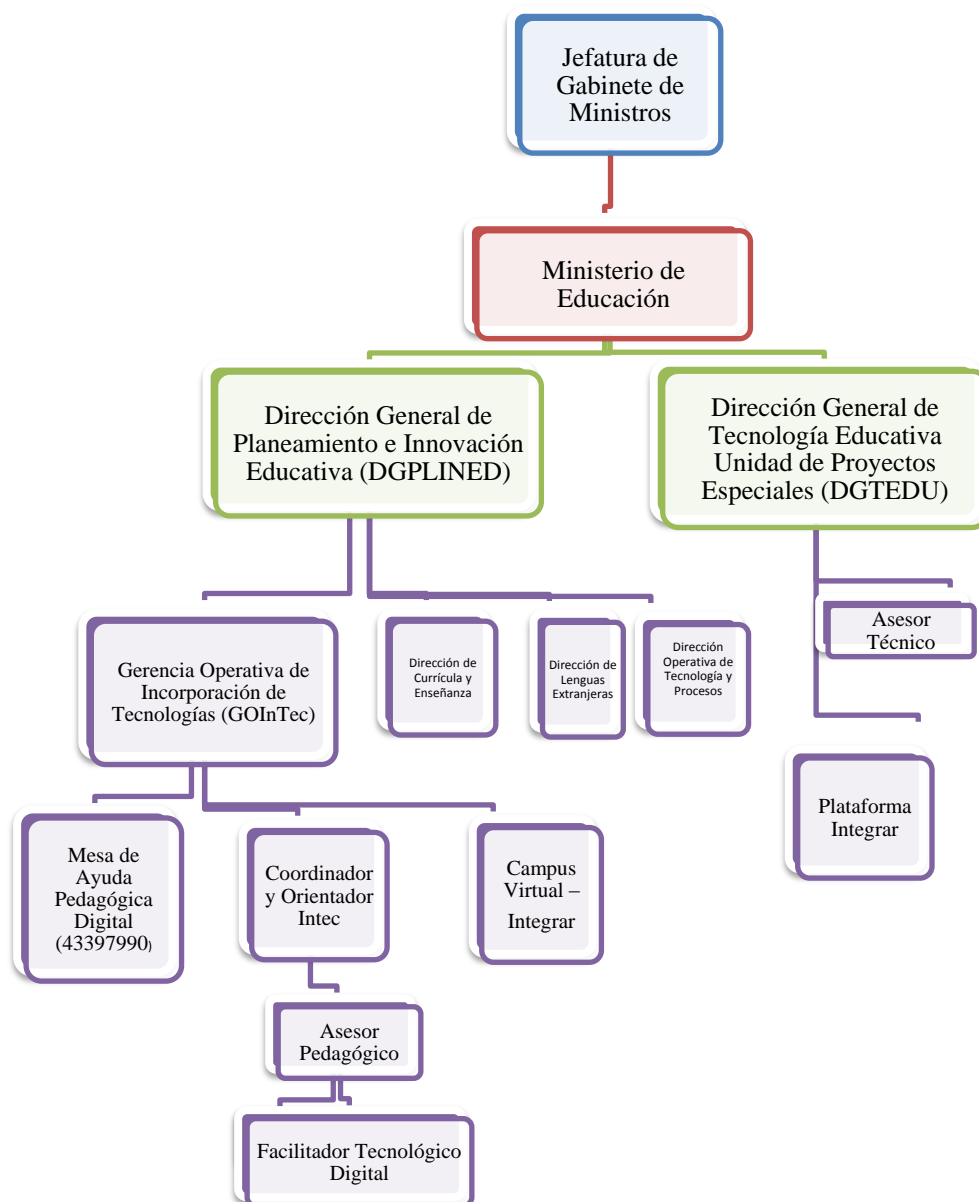 Jefatura de
Gabinete de
Ministros
Ministerio de
Educación
Dirección General de
Planeamiento e Innovación
Educativa (DGPLINED)
Dirección General de
Tecnología Educativa
Unidad de Proyectos
Especiales (DGTEDU)
Gerencia Operativa de
Incorporación de
Tecnologías (GOInTec)
Dirección de
Currícula y
Enseñanza
Dirección de
Lenguas
Extranjeras
Dirección
Operativa de
Tecnología y
Procesos
Asesor
Técnico
Plataforma
Integrar
Mesa de
Ayuda
Pedagógica
Digital
(43397990)
Coordinador
y Orientador
Intec
Campus
Virtual –
Integrar
Asesor
Pedagógico
Facilitador Tecnológico
Digital